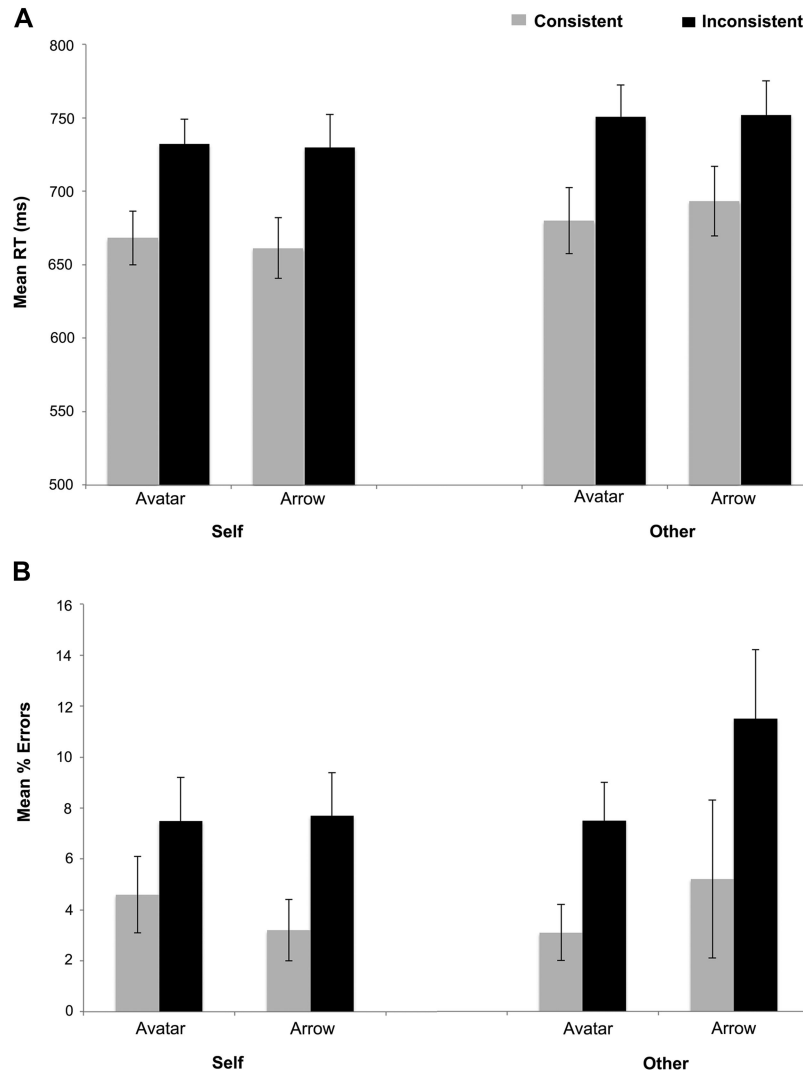 A
Consistent Inconsistent
800
750
700
650
600
550
500
Mean RT (ms)
Avatar Arrow Avatar Arrow
Self Other
B
16
14
12
10
8
6
4
2
0
Mean % Errors
Avatar Arrow Avatar Arrow
Self Other